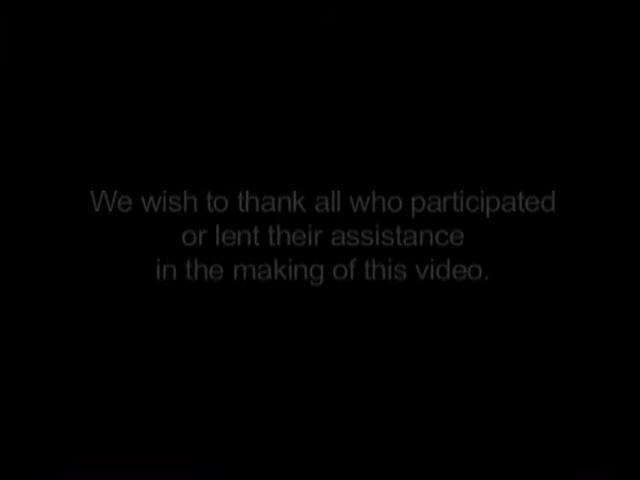 We wish to thank all who participated
or lent their assistance
in the making of this video.